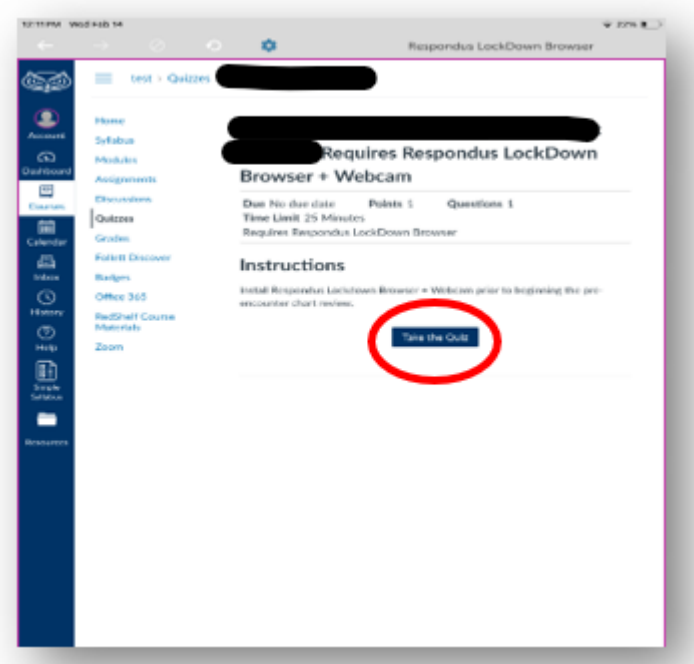 12:11 PM Wed Feb 14
22%
Respondus LockDown Browser
test > Quizzes
Account
Dashboard
Courses
Calendar
Inbox
History
Help
Simple
Syllabus
Resources
Home
Syllabus
Modules
Assignments
Discussions
Quizzes
Grades
Follett Discover
Badges
Office 365
RedShelf Course
Materials
Zoom
Requires Respondus LockDown
Browser + Webcam
Due No due date Points 1 Questions 1
Time Limit 25 Minutes
Requires Respondus LockDown Browser
Instructions
Install Respondus Lockdown Browser + Webcam prior to beginning the pre-
encounter chart review.
Take the Quiz